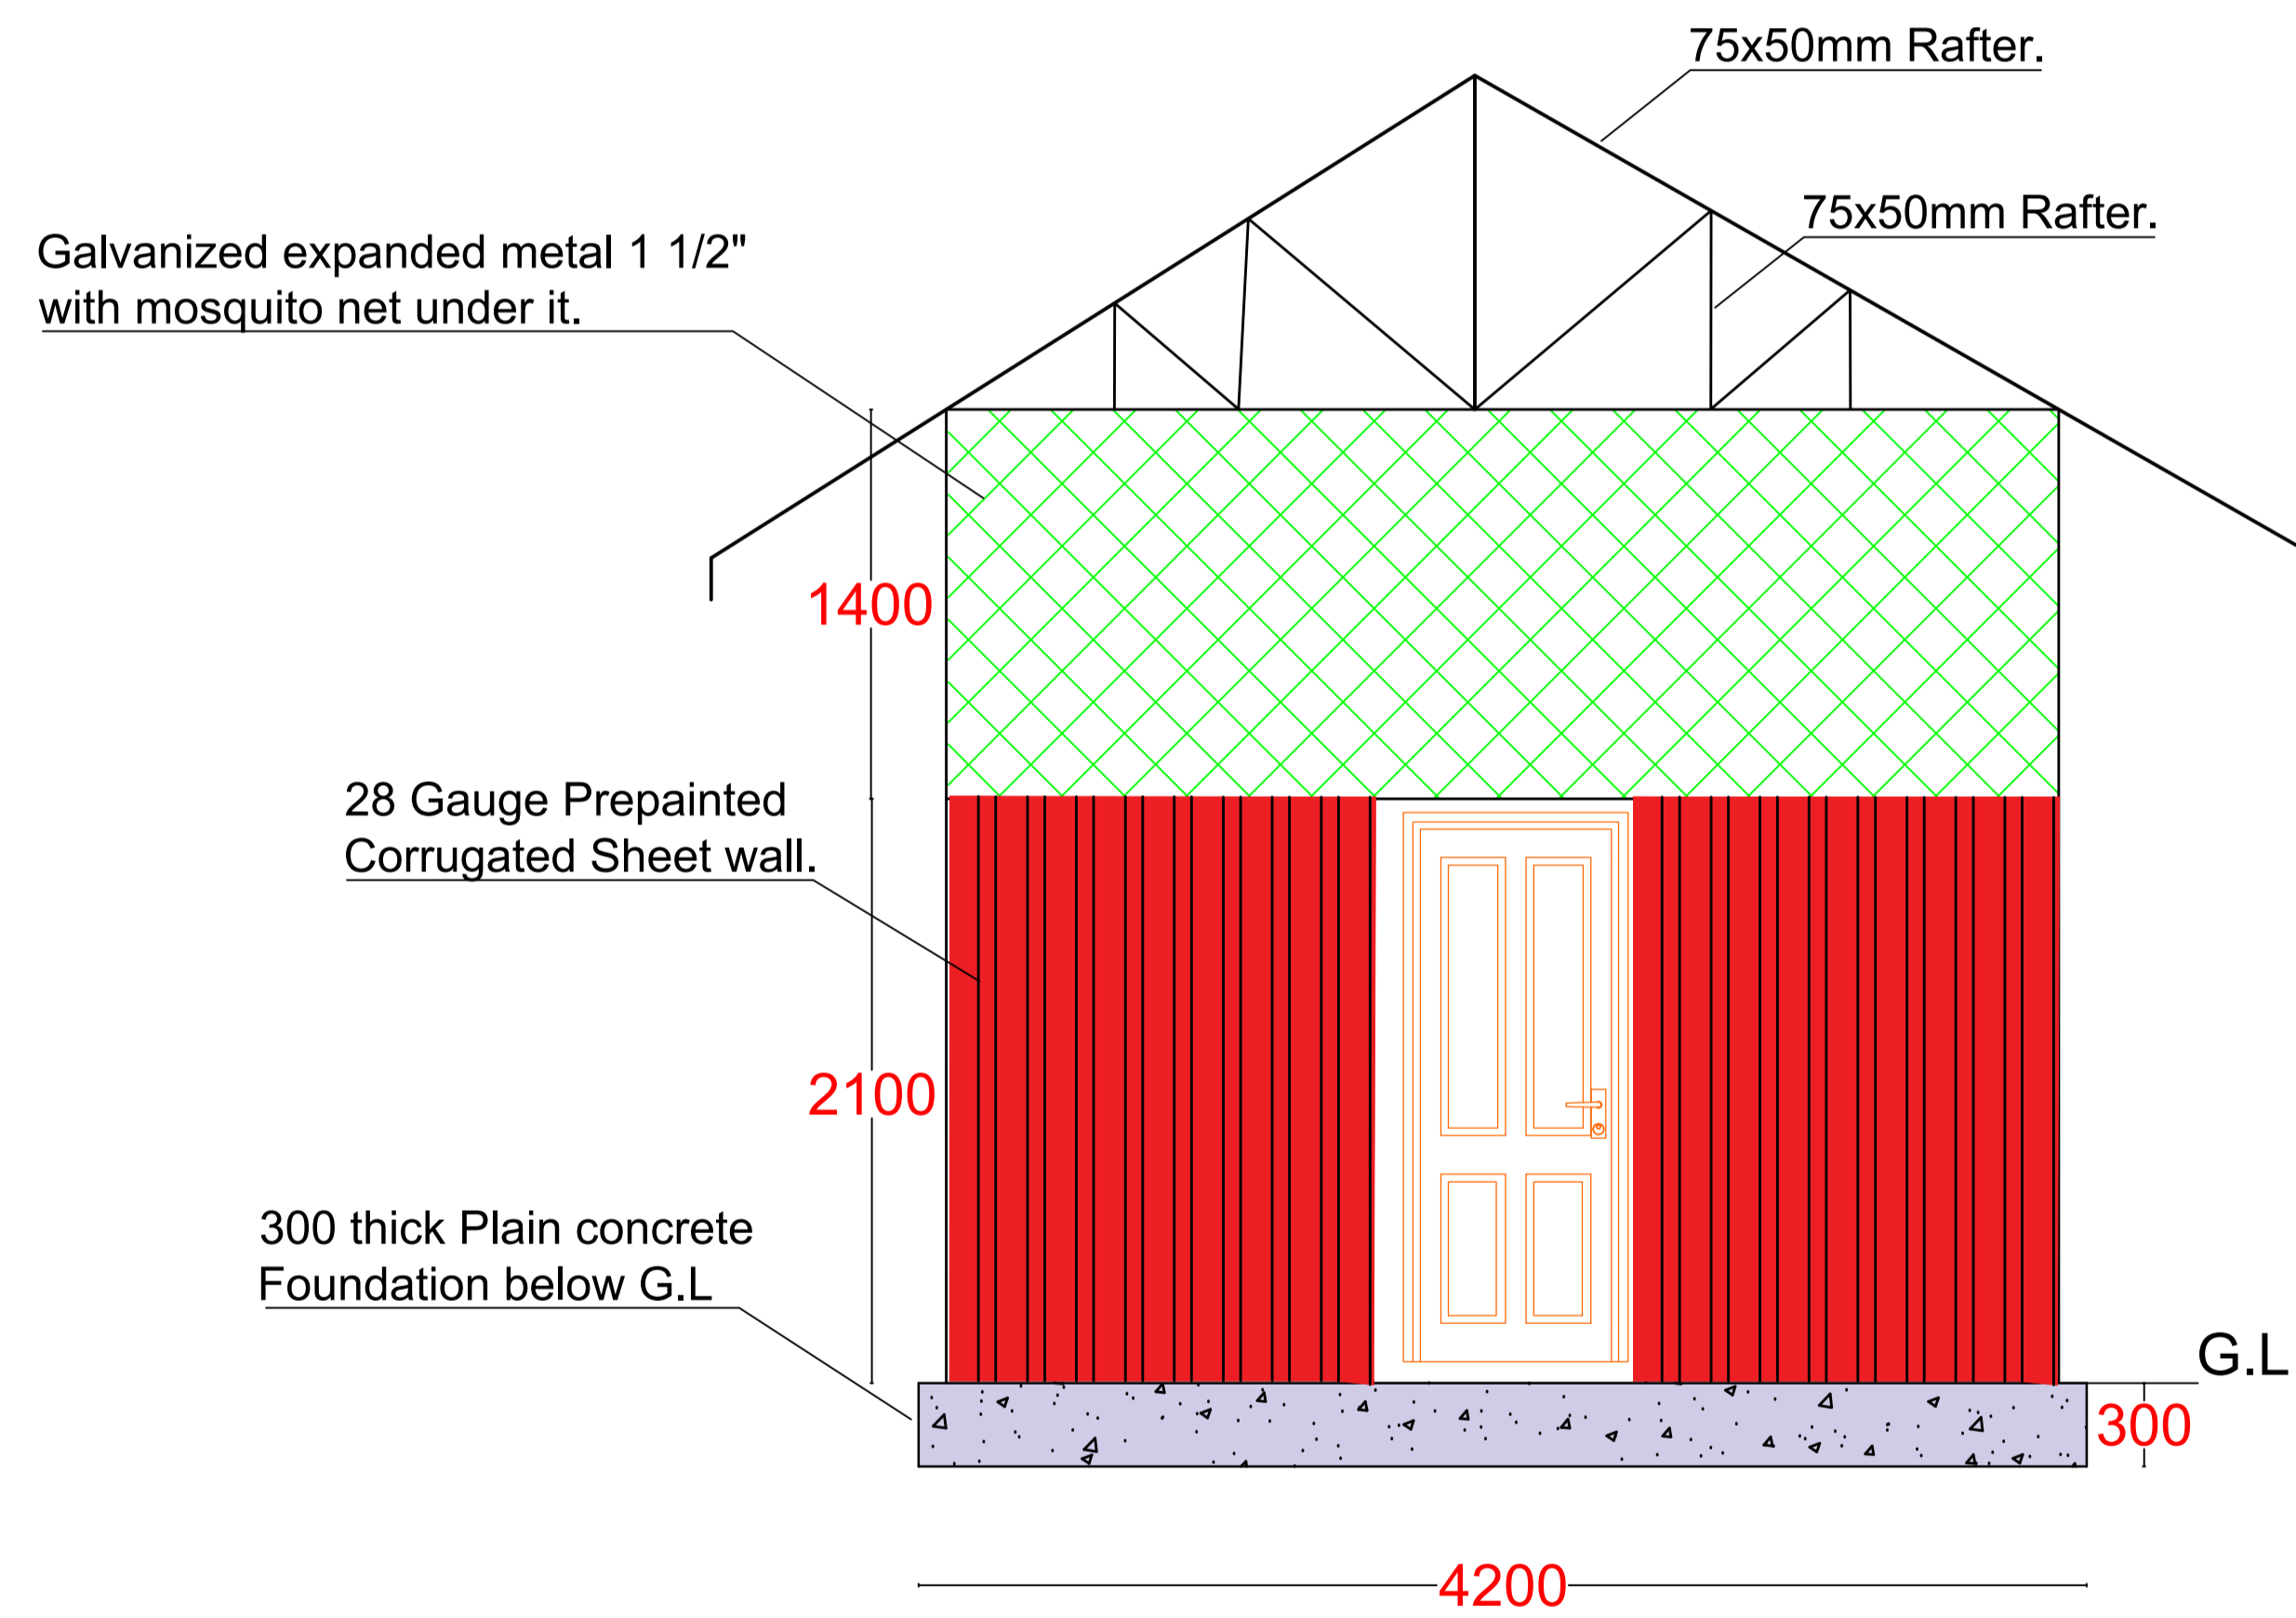 75x50mm Rafter.
75x50mm Rafter.
Galvanized expanded metal 1 1/2"
with mosquito net under it.
1400
28 Gauge Prepainted
Corrugated Sheet wall.
2100
300 thick Plain concrete
Foundation below G.L
G.L
300
4200